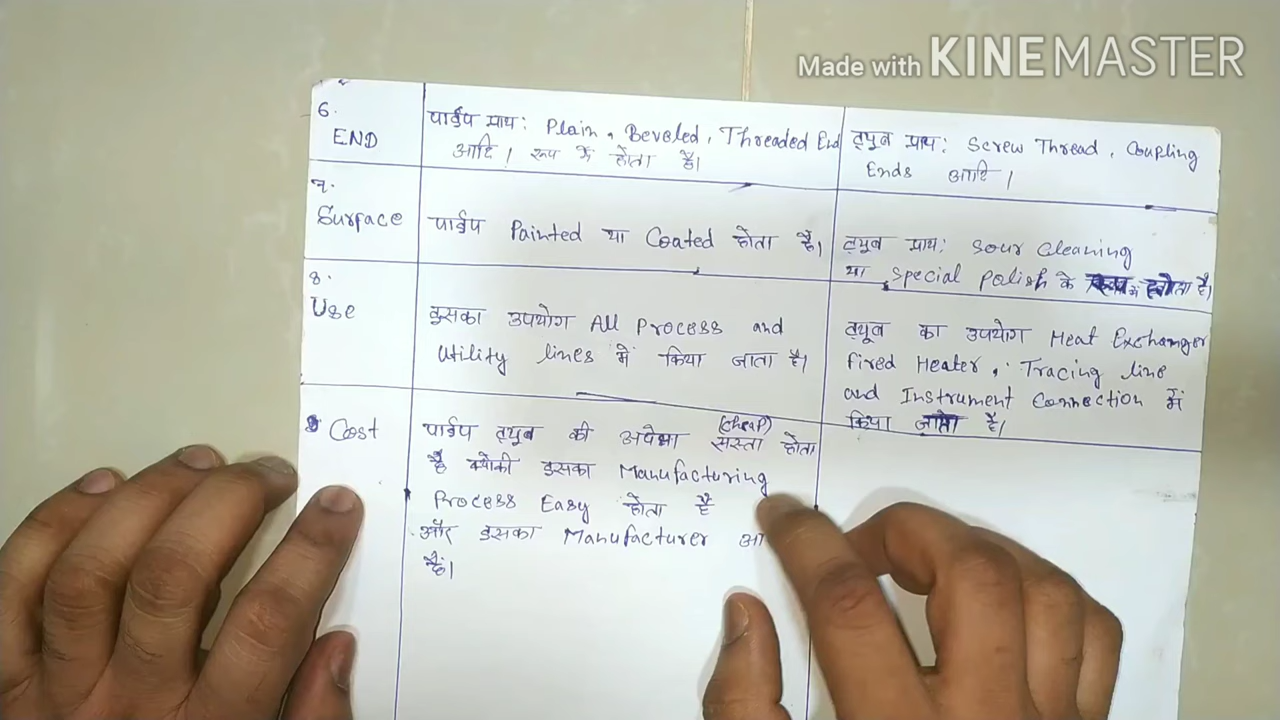 Made with KINEMASTER
6.
END
पाईप प्राय: Plain, Beveled, Threaded End
आदि। रूप में होता है।
ट्यूब प्राय: Screw Thread, Coupling
Ends आदि।
7.
Surface
पाईप Painted या Coated होता है।
ट्यूब प्राय: Sour Cleaning
या Special Polish के रूप में होता है।
8.
Use
इसका उपयोग All Process and
Utility lines में किया जाता है।
ट्यूब का उपयोग Heat Exchanger
Fired Heater, Tracing line
and Instrument Connection में
किया जाता है।
Cost
पाईप ट्यूब की अपेक्षा (cheap) सस्ता होता
है क्योकी इसका Manufacturing
Process Easy होता है
और इसका Manufacturer
है।